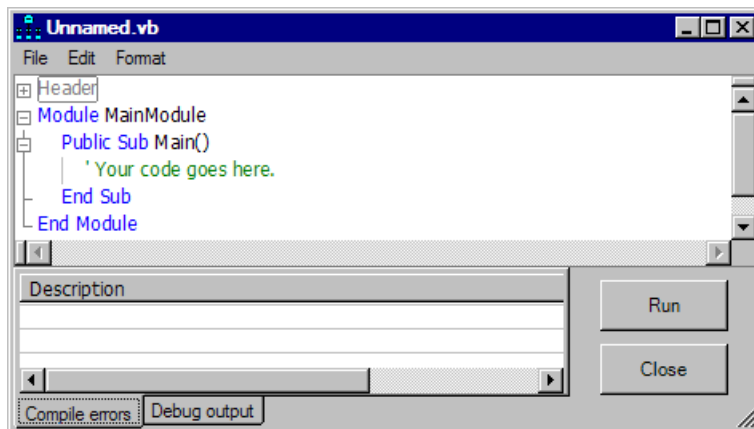 Unnamed.vb
File Edit Format
Header
Module MainModule
Public Sub Main()
' Your code goes here.
End Sub
End Module
Description
Run
Close
Compile errors Debug output